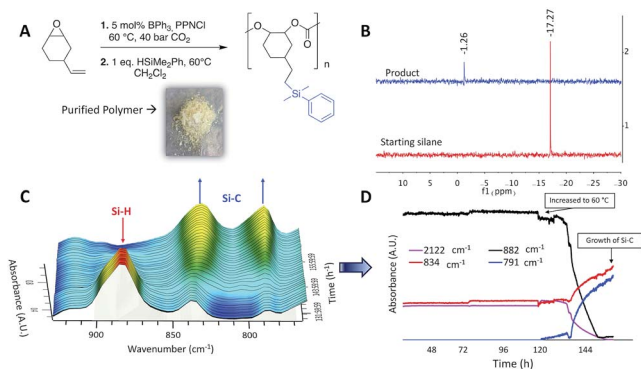 A
O
1. 5 mol% BPh3, PPNCl
60 °C, 40 bar CO2
2. 1 eq. HSiMe2Ph, 60°C
CH2Cl2
O O
O
n
Si
Purified Polymer →
B
-1.26
-17.27
Product
Starting silane
2
1
10 5 0 -5 -10 -15 -20 -25 -30
f1 (ppm)
C
Si-H
Si-C
Absorbance (A.U.)
Time (h-1)
900 850 800
Wavenumber (cm-1)
D
Increased to 60 °C
Growth of Si-C
2122 cm-1 882 cm-1
834 cm-1 791 cm-1
Absorbance (A.U.)
48 72 96 120 144
Time (h)